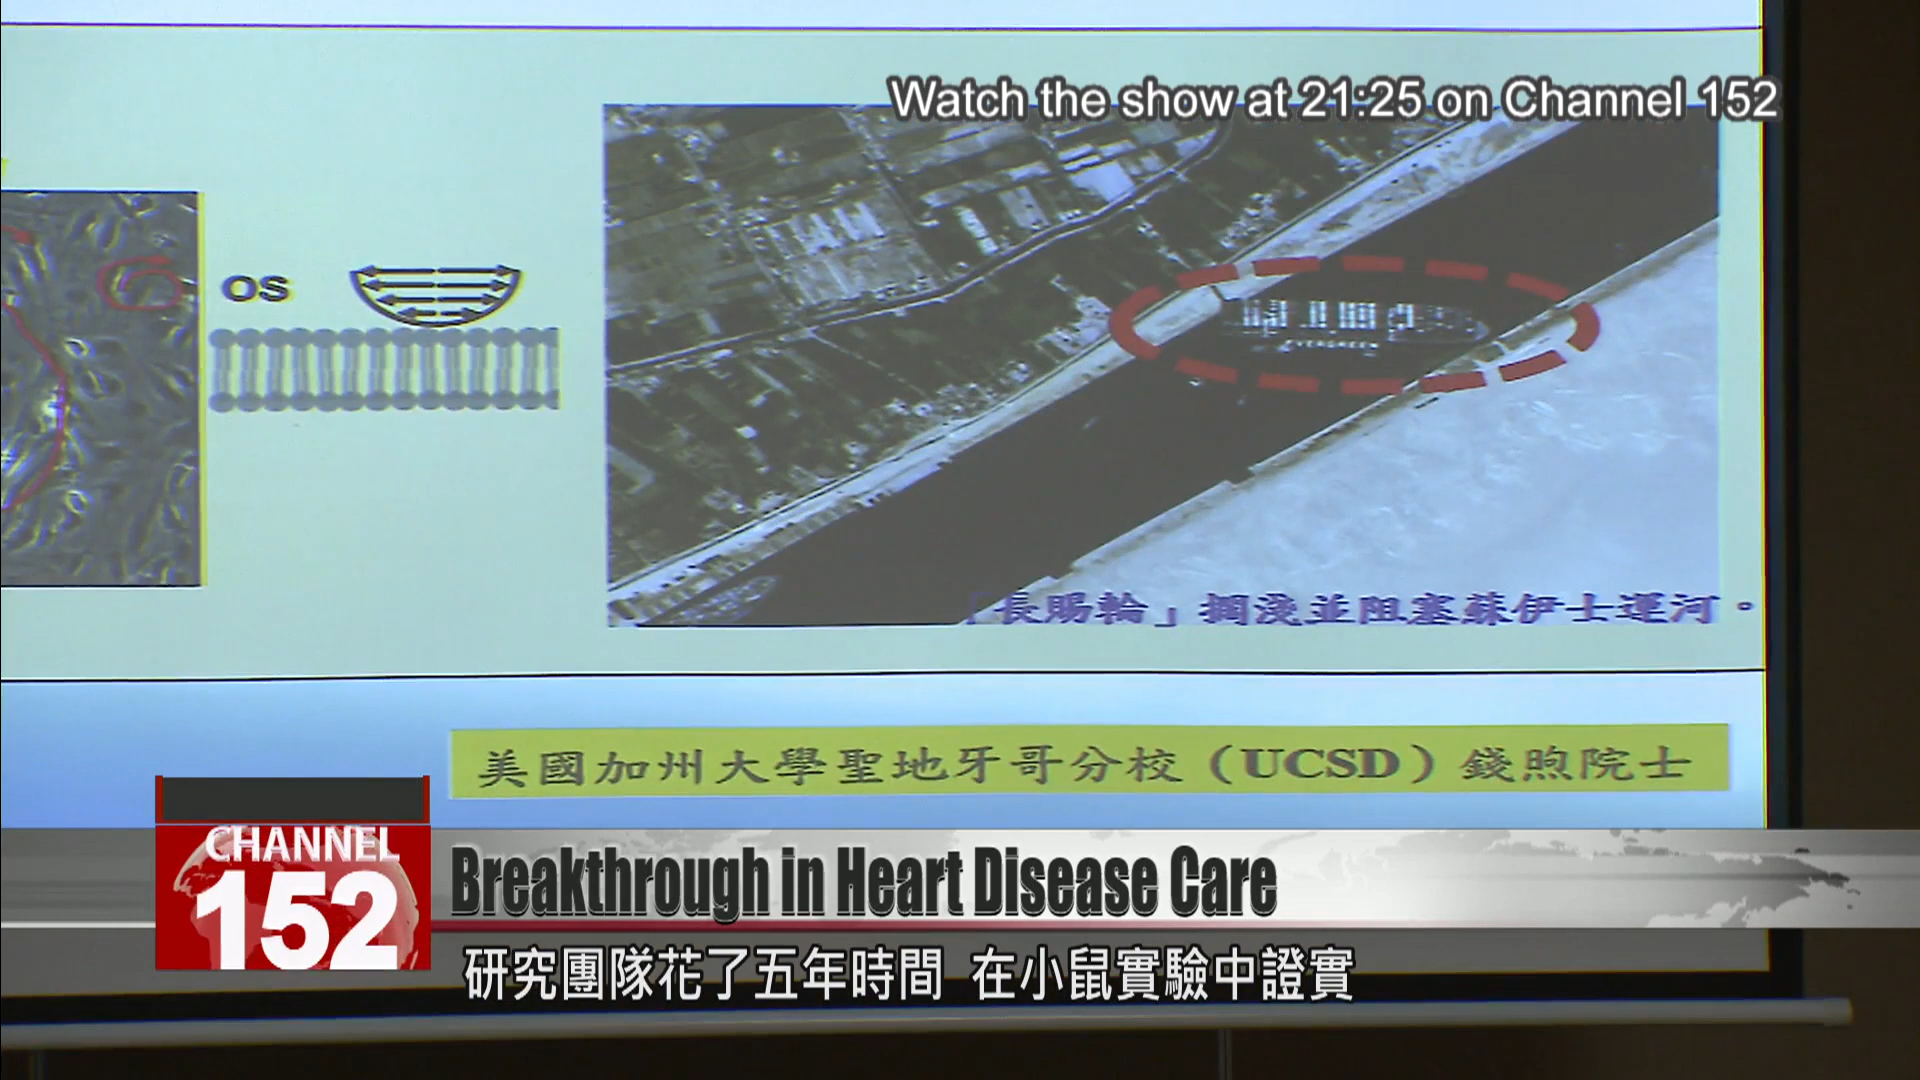 Watch the show at 21:25 on Channel 152
OS
EVERGREEN
「長賜輪」擱淺並阻塞蘇伊士運河。
美國加州大學聖地牙哥分校（UCSD）錢煦院士
CHANNEL
152
Breakthrough in Heart Disease Care
研究團隊花了五年時間 在小鼠實驗中證實